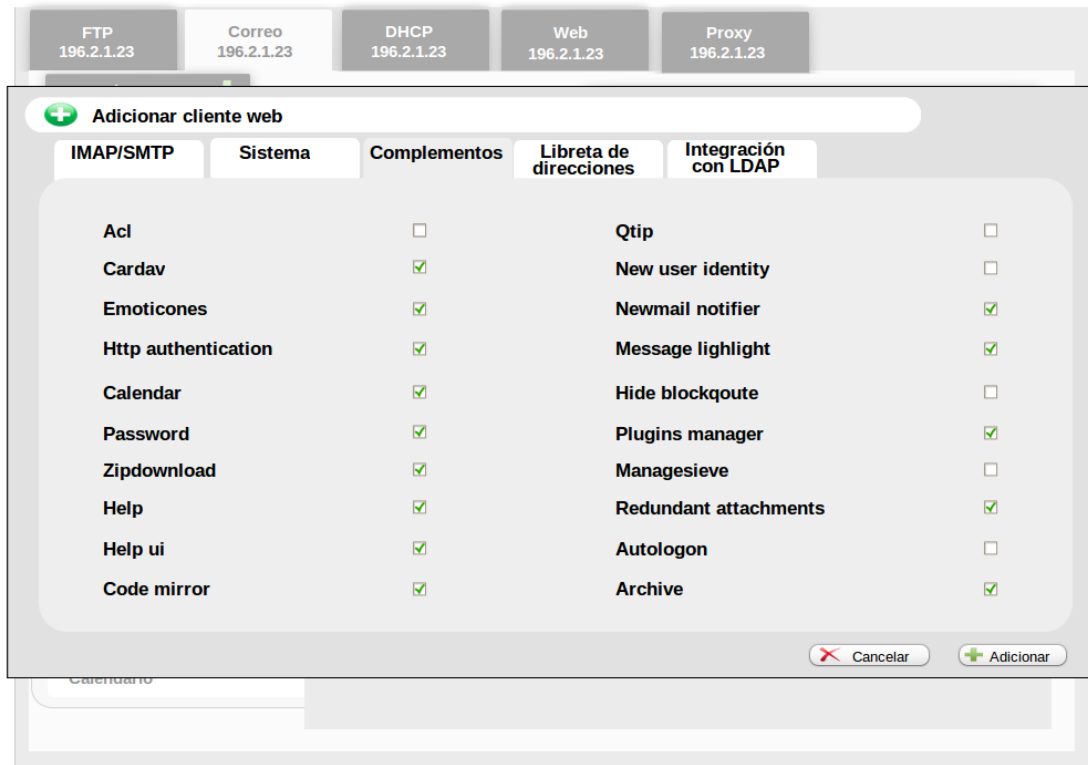 FTP
196.2.1.23
Correo
196.2.1.23
DHCP
196.2.1.23
Web
196.2.1.23
Proxy
196.2.1.23
Adicionar cliente web
IMAP/SMTP
Sistema
Complementos
Libreta de
direcciones
Integración
con LDAP
Acl
Qtip
Cardav
New user identity
Emoticones
Newmail notifier
Http authentication
Message lighlight
Calendar
Hide blockqoute
Password
Plugins manager
Zipdownload
Managesieve
Help
Redundant attachments
Help ui
Autologon
Code mirror
Archive
Cancelar
Adicionar
Calendario